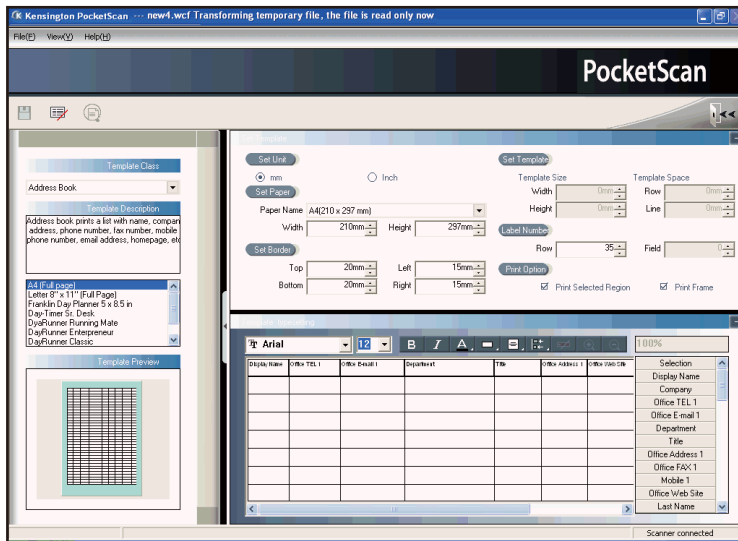 Kensington PocketScan --- new4.wcf Transforming temporary file, the file is read only now
File(F) View(V) Help(H)
PocketScan
Template Class
Address Book
Template Description
Address book prints a list with name, compan
address, phone number, fax number, mobile
phone number, email address, homepage, etc
A4 (Full page)
Letter 8" x 11" (Full Page)
Franklin Day Planner 5 x 8.5 in
Day-Timer Sr. Desk
DyaRunner Running Mate
DayRunner Enterpreneur
DayRunner Classic
Template Preview
Set Unit
mm Inch
Set Paper
Paper Name A4(210 x 297 mm)
Width 210mm Height 297mm
Set Border
Top 20mm Left 15mm
Bottom 20mm Right 15mm
Set Template
Template Size Template Space
Width 0mm Row 0mm
Height 0mm Line 0mm
Label Number
Row 35 Field 0
Print Option
Print Selected Region Print Frame
Arial 12 B I A 100%
Display Name Office TEL 1 Office E-mail 1 Department Title Office Address 1 Office Web Site
Selection
Display Name
Company
Office TEL 1
Office E-mail 1
Department
Title
Office Address 1
Office FAX 1
Mobile 1
Office Web Site
Last Name
Scanner connected